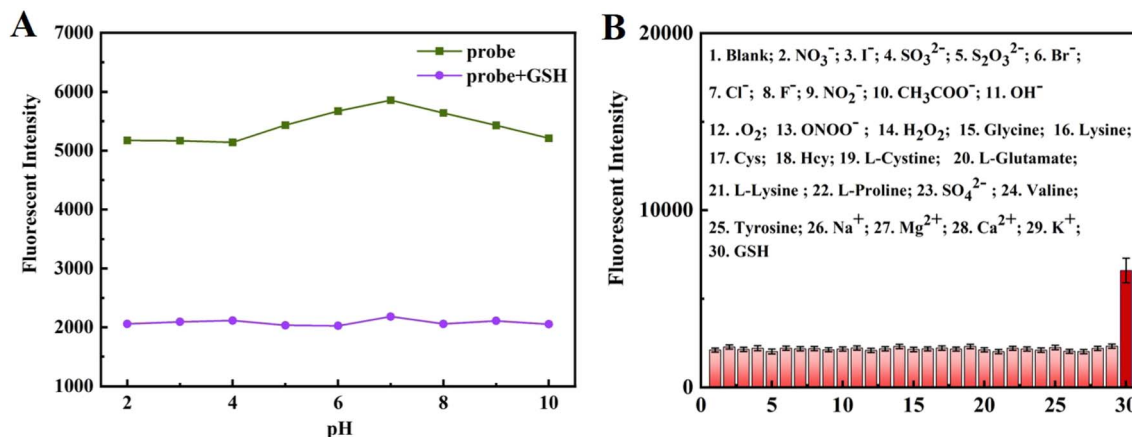 A
7000
6000
5000
4000
3000
2000
1000
Fluorescent Intensity
probe
probe+GSH
2 4 6 8 10
pH
B
20000
10000
0
Fluorescent Intensity
1. Blank; 2. NO₃⁻; 3. I⁻; 4. SO₃²⁻; 5. S₂O₃²⁻; 6. Br⁻;
7. Cl⁻; 8. F⁻; 9. NO₂⁻; 10. CH₃COO⁻; 11. OH⁻
12. .O₂; 13. ONOO⁻ ; 14. H₂O₂; 15. Glycine; 16. Lysine;
17. Cys; 18. Hcy; 19. L-Cystine; 20. L-Glutamate;
21. L-Lysine ; 22. L-Proline; 23. SO₄²⁻ ; 24. Valine;
25. Tyrosine; 26. Na⁺; 27. Mg²⁺; 28. Ca²⁺; 29. K⁺;
30. GSH
0 5 10 15 20 25 30